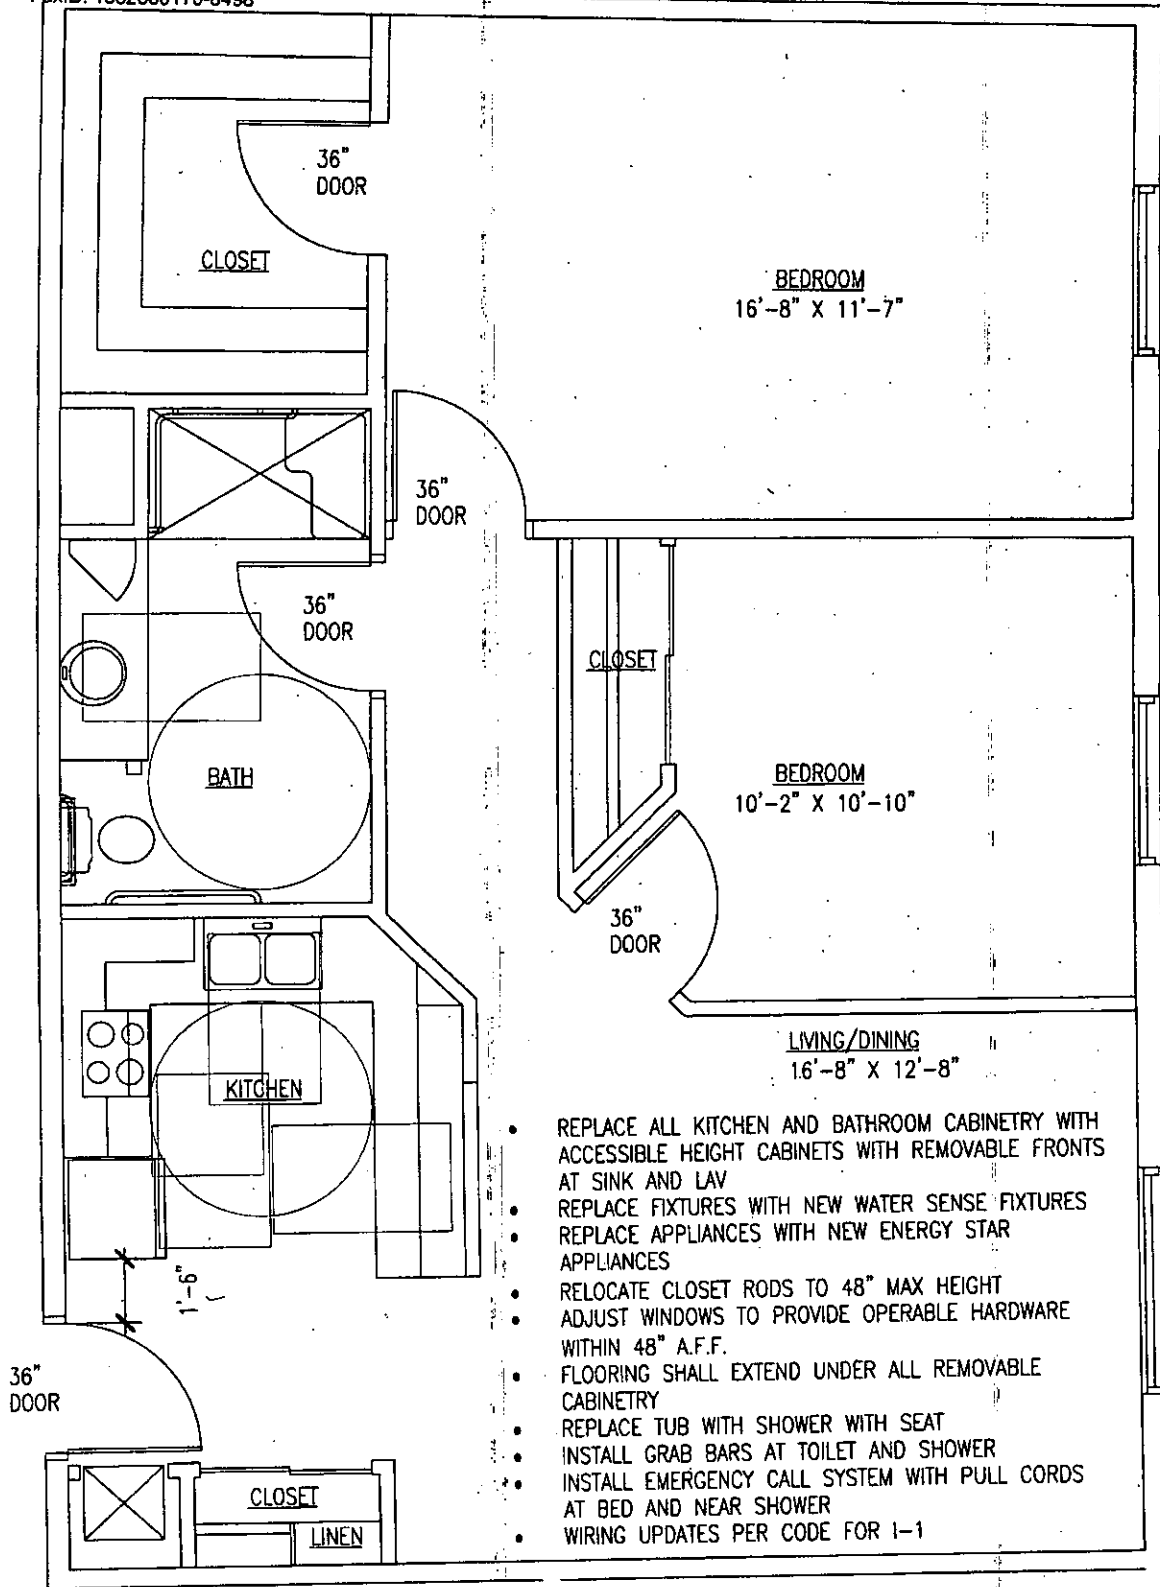 36"
DOOR
CLOSET
BEDROOM
16'-8" X 11'-7"
36"
DOOR
36"
DOOR
CLOSET
BEDROOM
10'-2" X 10'-10"
BATH
36"
DOOR
LIVING/DINING
16'-8" X 12'-8"
KITCHEN
• REPLACE ALL KITCHEN AND BATHROOM CABINETRY WITH
ACCESSIBLE HEIGHT CABINETS WITH REMOVABLE FRONTS
AT SINK AND LAV
• REPLACE FIXTURES WITH NEW WATER SENSE FIXTURES
• REPLACE APPLIANCES WITH NEW ENERGY STAR
APPLIANCES
• RELOCATE CLOSET RODS TO 48" MAX HEIGHT
• ADJUST WINDOWS TO PROVIDE OPERABLE HARDWARE
WITHIN 48" A.F.F.
• FLOORING SHALL EXTEND UNDER ALL REMOVABLE
CABINETRY
• REPLACE TUB WITH SHOWER WITH SEAT
• INSTALL GRAB BARS AT TOILET AND SHOWER
• INSTALL EMERGENCY CALL SYSTEM WITH PULL CORDS
AT BED AND NEAR SHOWER
• WIRING UPDATES PER CODE FOR I-1
1'-6"
36"
DOOR
CLOSET
LINEN